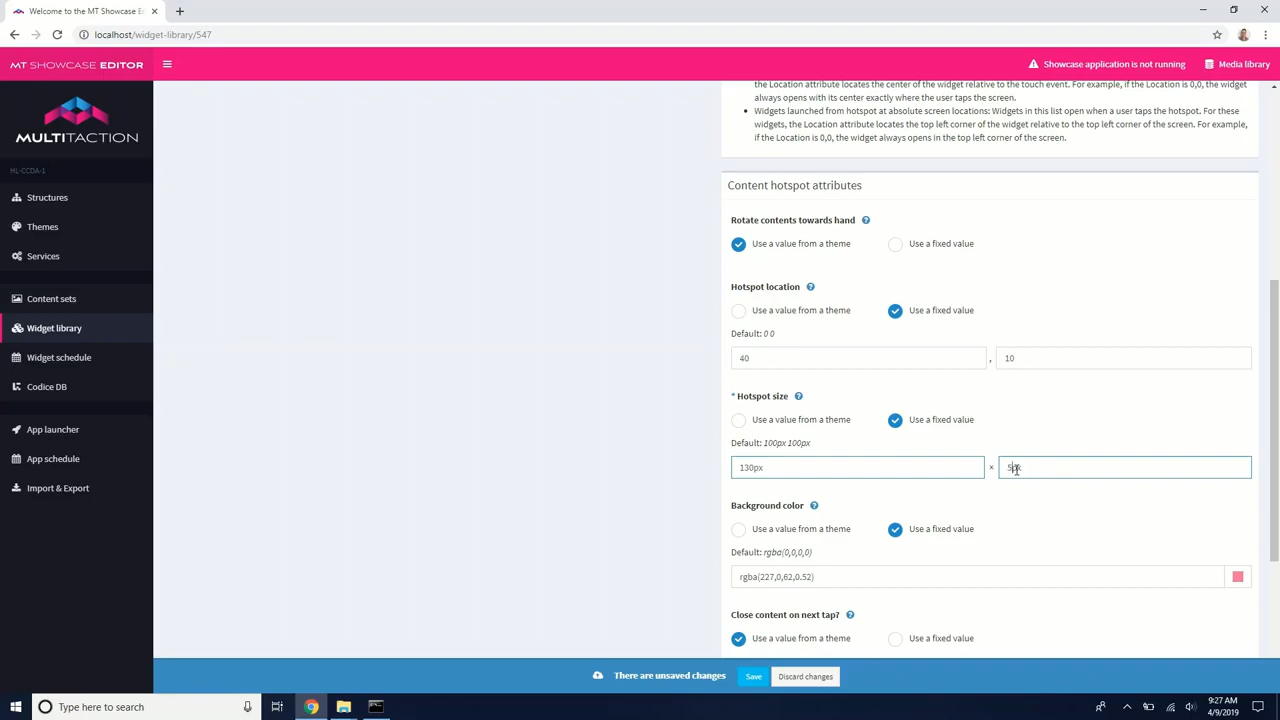 Welcome to the MT Showcase Edi
localhost/widget-library/547
MT SHOWCASE EDITOR
Showcase application is not running
Media library
MULTITACTION
ML-CCDA-1
Structures
Themes
Services
Content sets
Widget library
Widget schedule
Codice DB
App launcher
App schedule
Import & Export
the Location attribute locates the center of the widget relative to the touch event. For example, if the Location is 0,0, the widget
always opens with its center exactly where the user taps the screen.
Widgets launched from hotspot at absolute screen locations: Widgets in this list open when a user taps the hotspot. For these
widgets, the Location attribute locates the top left corner of the widget relative to the top left corner of the screen. For example,
if the Location is 0,0, the widget always opens in the top left corner of the screen.
Content hotspot attributes
Rotate contents towards hand
Use a value from a theme
Use a fixed value
Hotspot location
Use a value from a theme
Use a fixed value
Default: 0 0
40 , 10
* Hotspot size
Use a value from a theme
Use a fixed value
Default: 100px 100px
130px ×
Background color
Use a value from a theme
Use a fixed value
Default: rgba(0,0,0,0)
rgba(227,0,62,0.52)
Close content on next tap?
Use a value from a theme
Use a fixed value
There are unsaved changes
Save
Discard changes
Type here to search
9:27 AM
4/9/2019